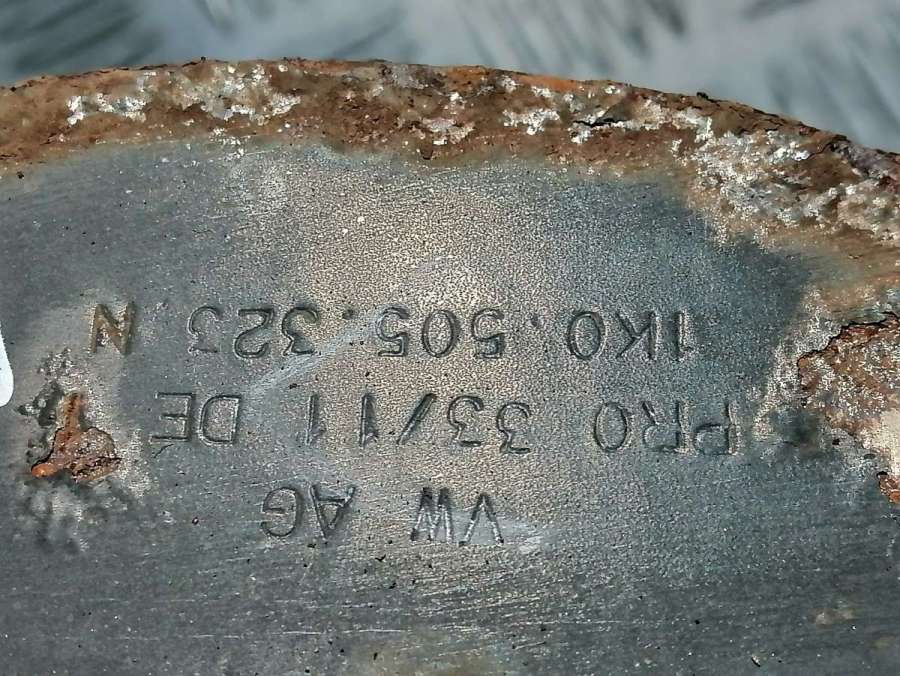 VW AG
PRO 33/11 DE
1K0.505.323 N